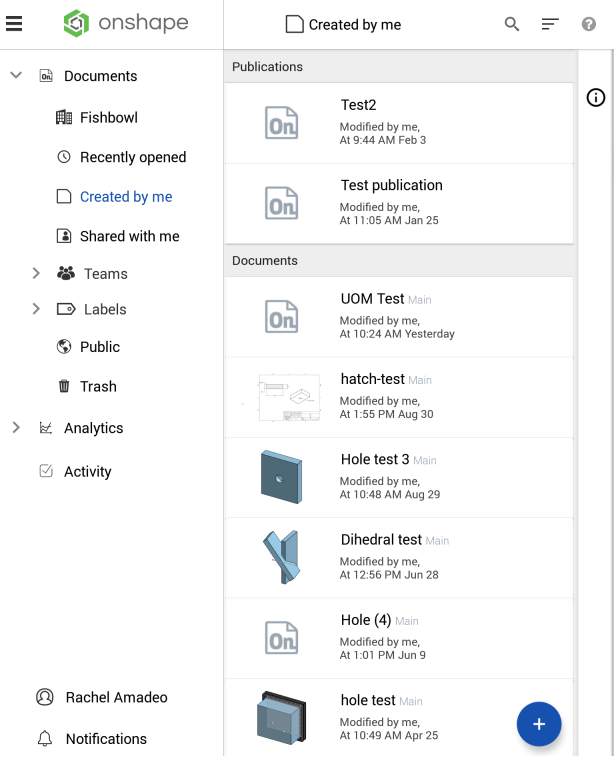 onshape
Created by me
Documents
Fishbowl
Recently opened
Created by me
Shared with me
Teams
Labels
Public
Trash
Analytics
Activity
Rachel Amadeo
Notifications
Publications
On
Test2
Modified by me,
At 9:44 AM Feb 3
On
Test publication
Modified by me,
At 11:05 AM Jan 25
Documents
On
UOM Test Main
Modified by me,
At 10:24 AM Yesterday
hatch-test Main
Modified by me,
At 1:55 PM Aug 30
Hole test 3 Main
Modified by me,
At 10:48 AM Aug 29
Dihedral test Main
Modified by me,
At 12:56 PM Jun 28
On
Hole (4) Main
Modified by me,
At 1:01 PM Jun 9
hole test Main
Modified by me,
At 10:49 AM Apr 25